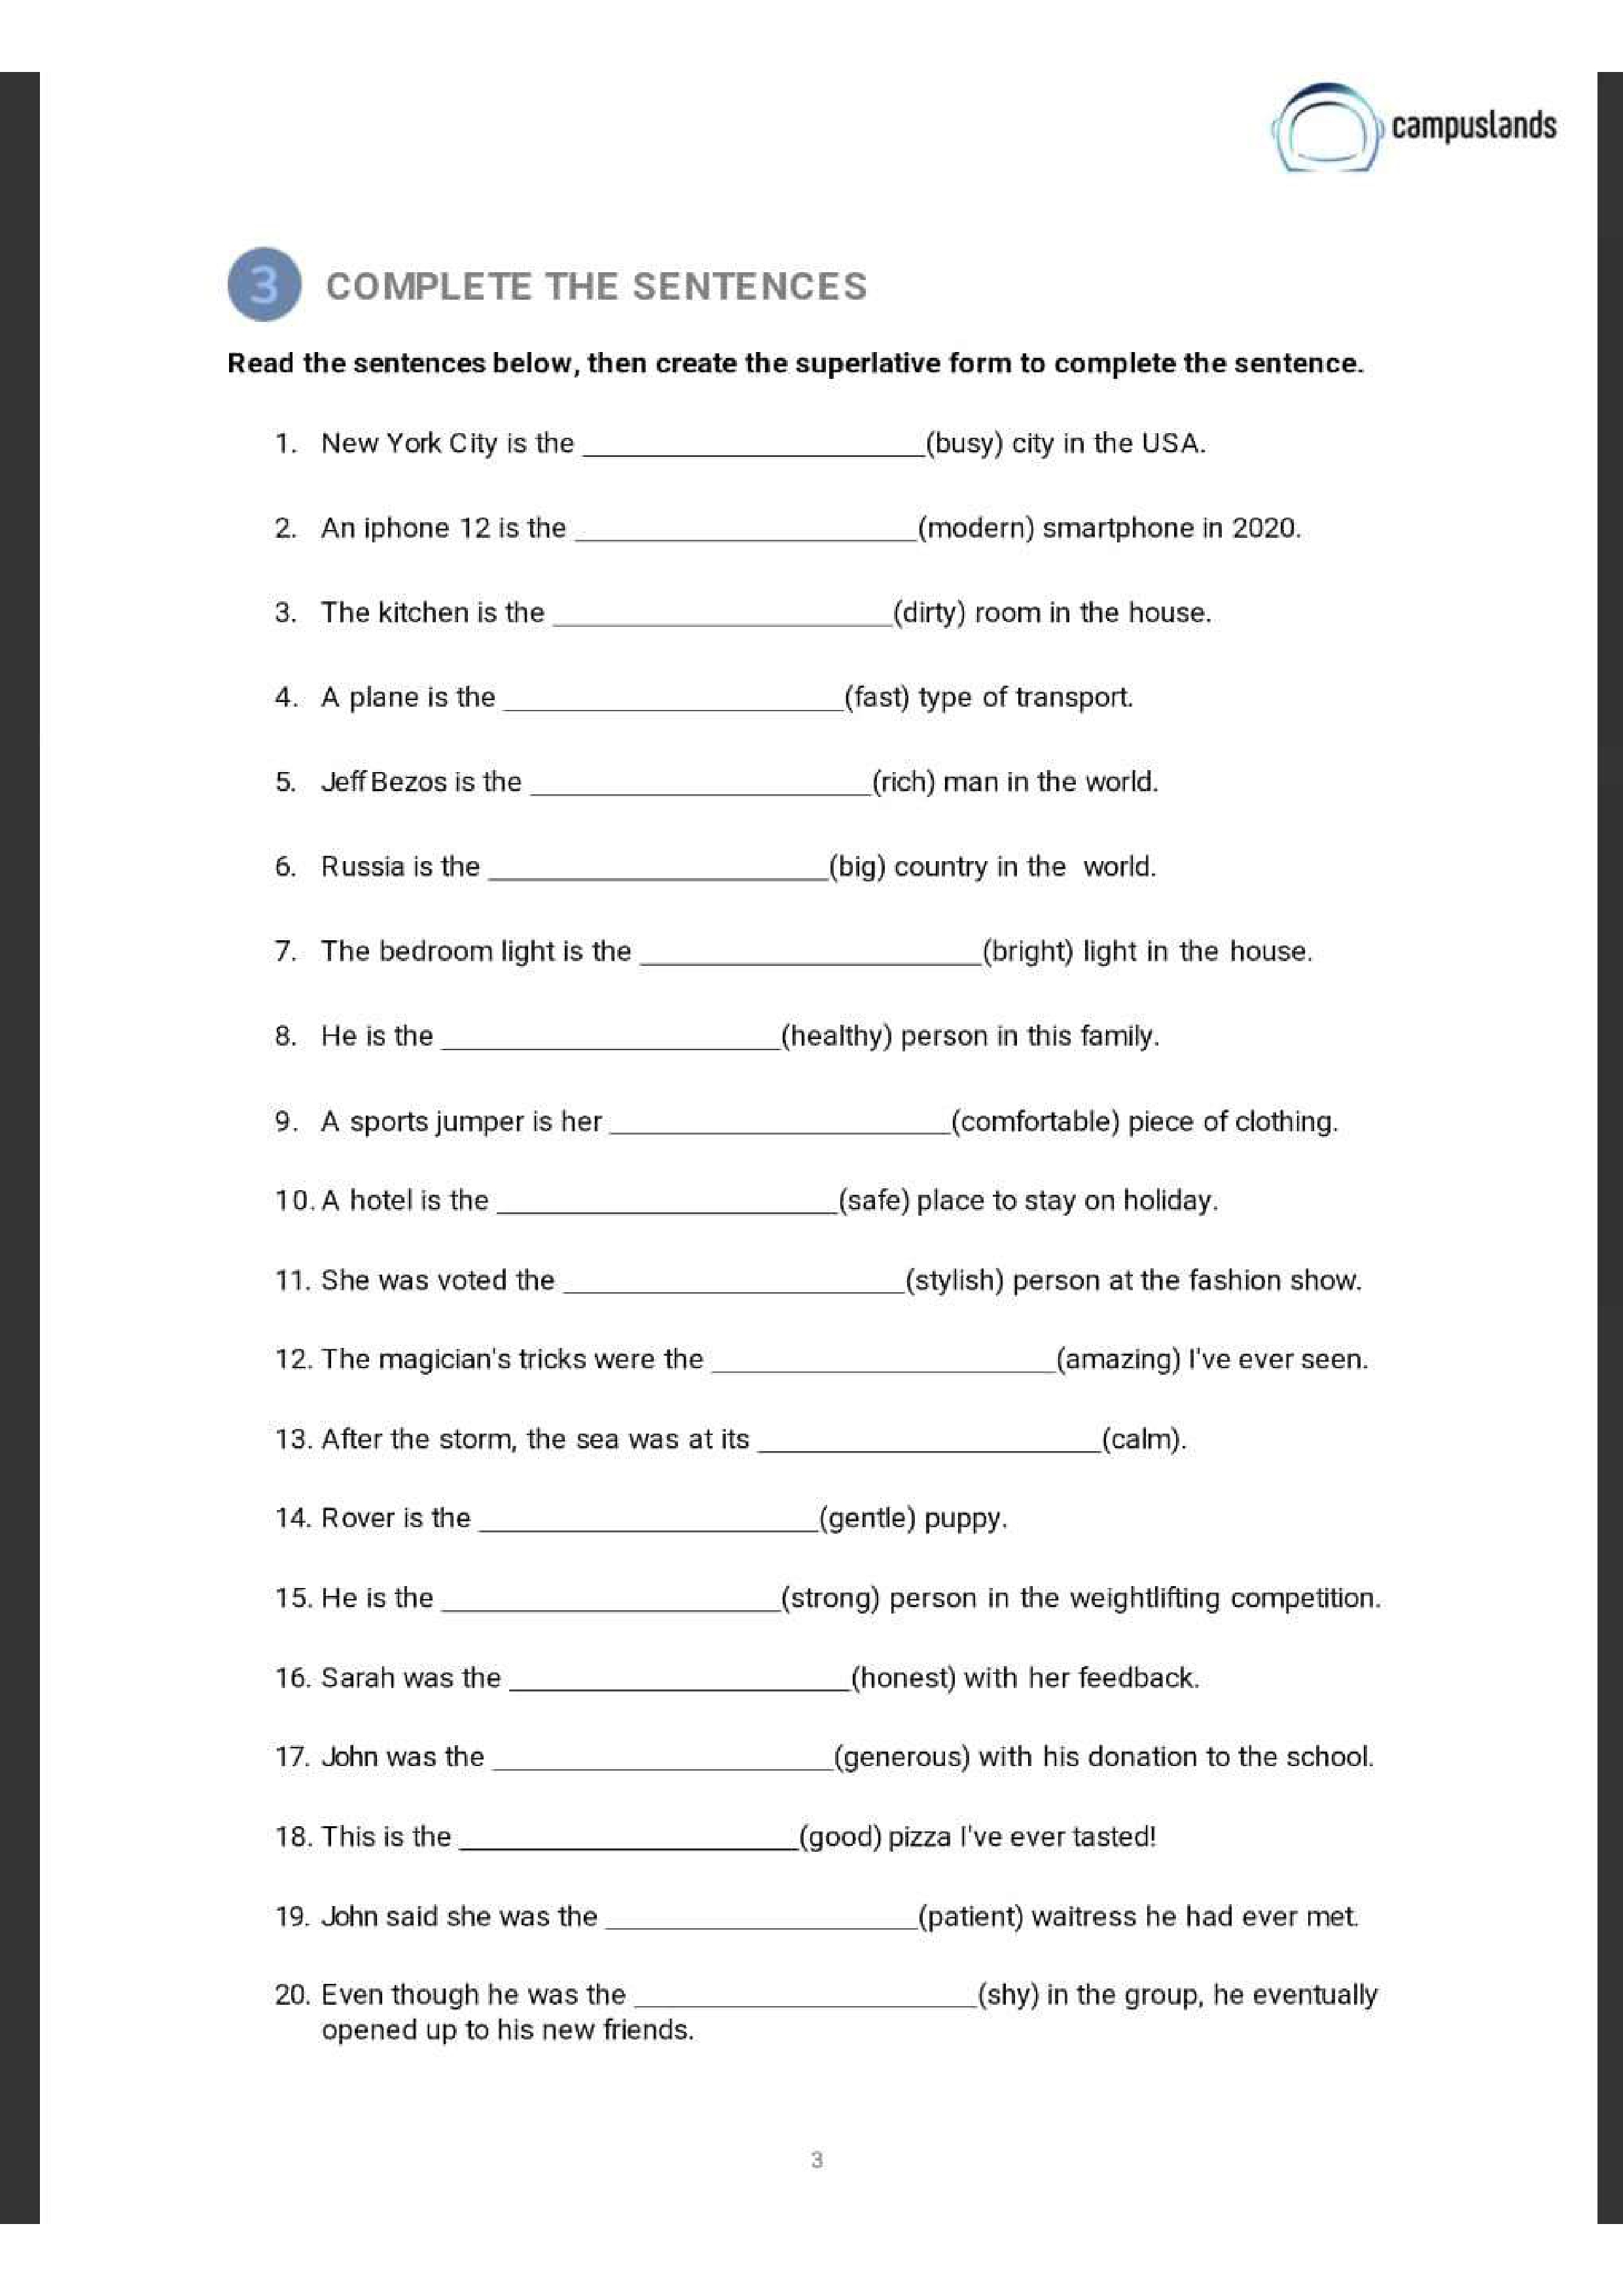 campuslands
3 COMPLETE THE SENTENCES
Read the sentences below, then create the superlative form to complete the sentence.
1. New York City is the ______________________(busy) city in the USA.
2. An iphone 12 is the ______________________(modern) smartphone in 2020.
3. The kitchen is the ______________________(dirty) room in the house.
4. A plane is the ______________________(fast) type of transport.
5. Jeff Bezos is the ______________________(rich) man in the world.
6. Russia is the ______________________(big) country in the world.
7. The bedroom light is the ______________________(bright) light in the house.
8. He is the ______________________(healthy) person in this family.
9. A sports jumper is her ______________________(comfortable) piece of clothing.
10. A hotel is the ______________________(safe) place to stay on holiday.
11. She was voted the ______________________(stylish) person at the fashion show.
12. The magician's tricks were the ______________________(amazing) I've ever seen.
13. After the storm, the sea was at its ______________________(calm).
14. Rover is the ______________________(gentle) puppy.
15. He is the ______________________(strong) person in the weightlifting competition.
16. Sarah was the ______________________(honest) with her feedback.
17. John was the ______________________(generous) with his donation to the school.
18. This is the ______________________(good) pizza I've ever tasted!
19. John said she was the ____________________(patient) waitress he had ever met.
20. Even though he was the ______________________(shy) in the group, he eventually
opened up to his new friends.
3